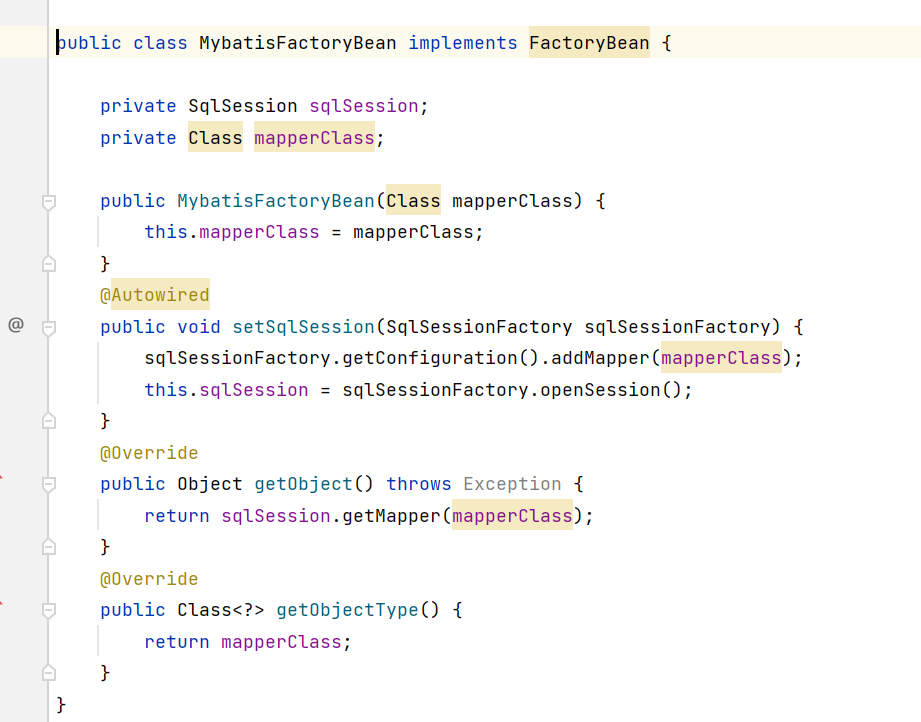 public class MybatisFactoryBean implements FactoryBean {
private SqlSession sqlSession;
private Class mapperClass;
public MybatisFactoryBean(Class mapperClass) {
this.mapperClass = mapperClass;
}
@Autowired
@
public void setSqlSession(SqlSessionFactory sqlSessionFactory) {
sqlSessionFactory.getConfiguration().addMapper(mapperClass);
this.sqlSession = sqlSessionFactory.openSession();
}
@Override
public Object getObject() throws Exception {
return sqlSession.getMapper(mapperClass);
}
@Override
public Class<?> getObjectType() {
return mapperClass;
}
}